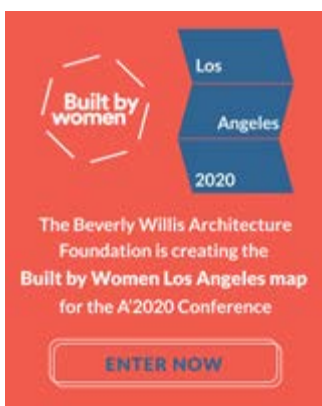 Built by
women
Los
Angeles
2020
The Beverly Willis Architecture
Foundation is creating the
Built by Women Los Angeles map
for the A'2020 Conference
ENTER NOW